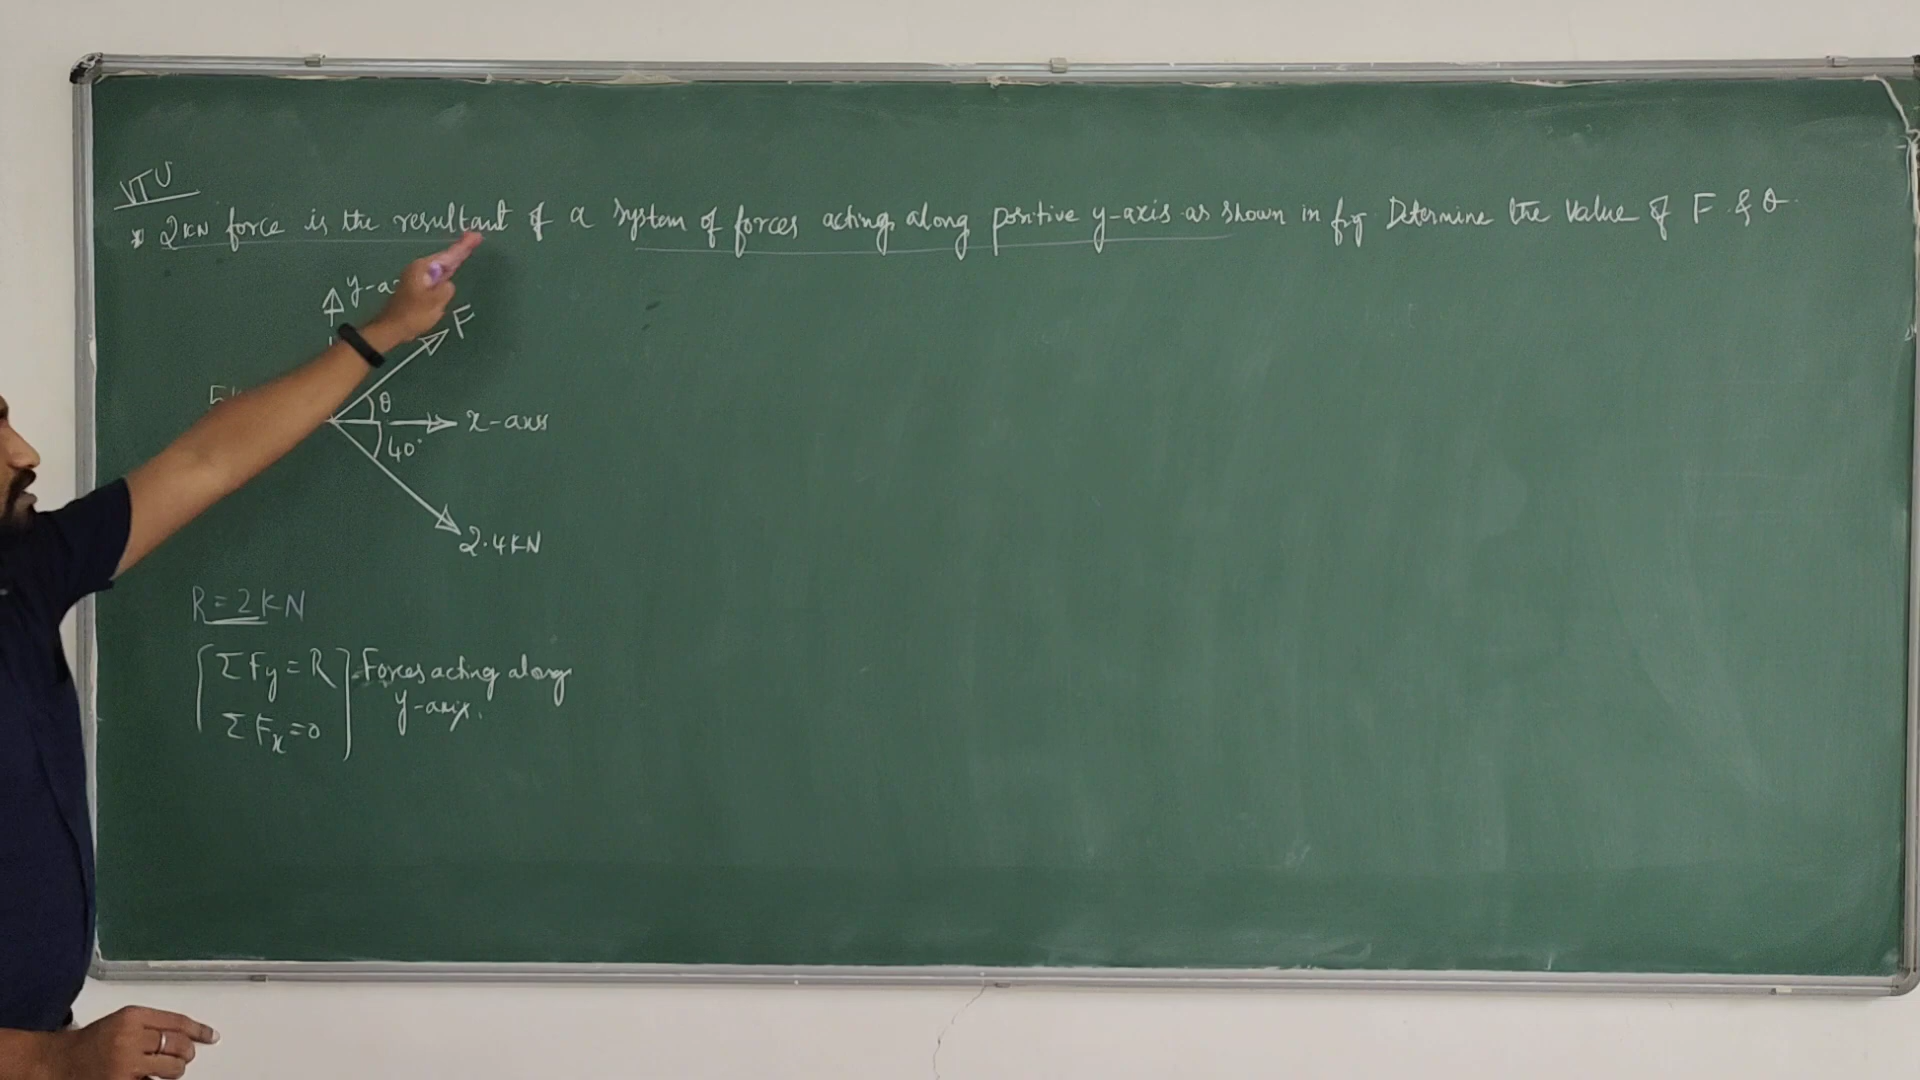 VTU
* 2KN force is the resultant of a system of forces acting along positive y-axis as shown in fig. Determine the value of F & θ.
y-a
F
5K
θ
x-axis
40°
2.4KN
R = 2KN
ΣFy = R
Forces acting along
y-axis.
ΣFx = 0